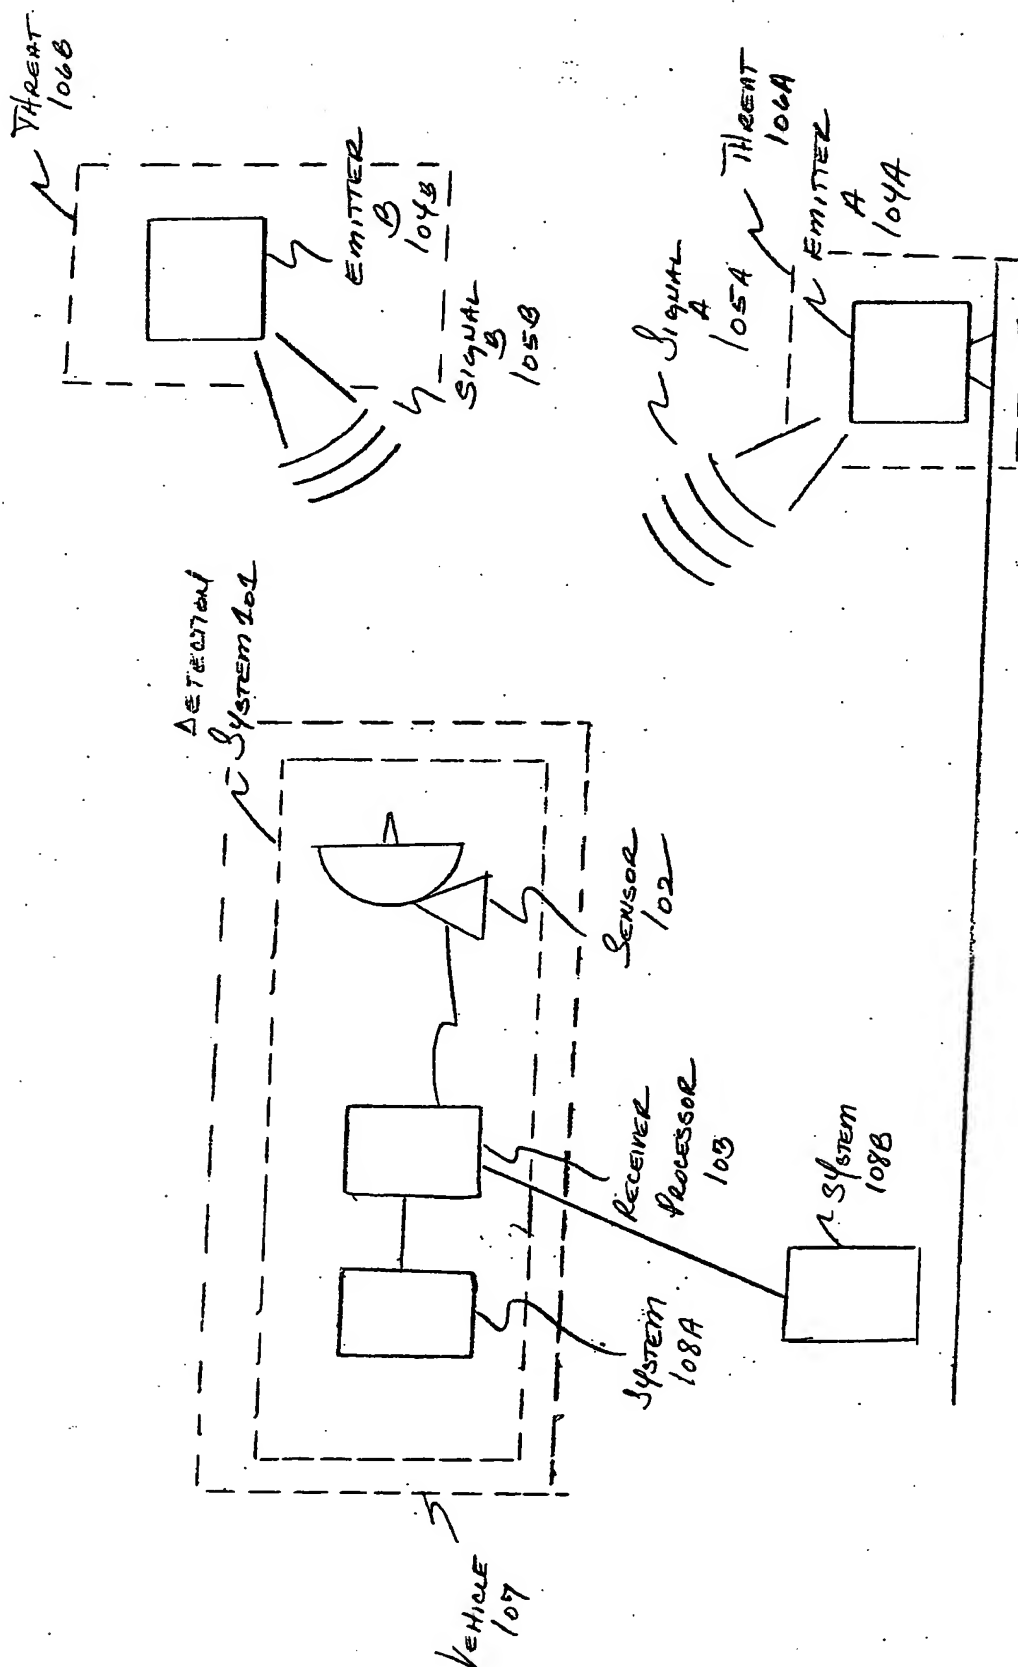 THREAT
106B
EMITTER
B
104B
SIGNAL
B
105B
DETECTION
SYSTEM 101
THREAT
106A
SIGNAL
A
105A
EMITTER
A
104A
SENSOR
102
RECEIVER
PROCESSOR
103
SYSTEM
108A
SYSTEM
108B
VEHICLE
107